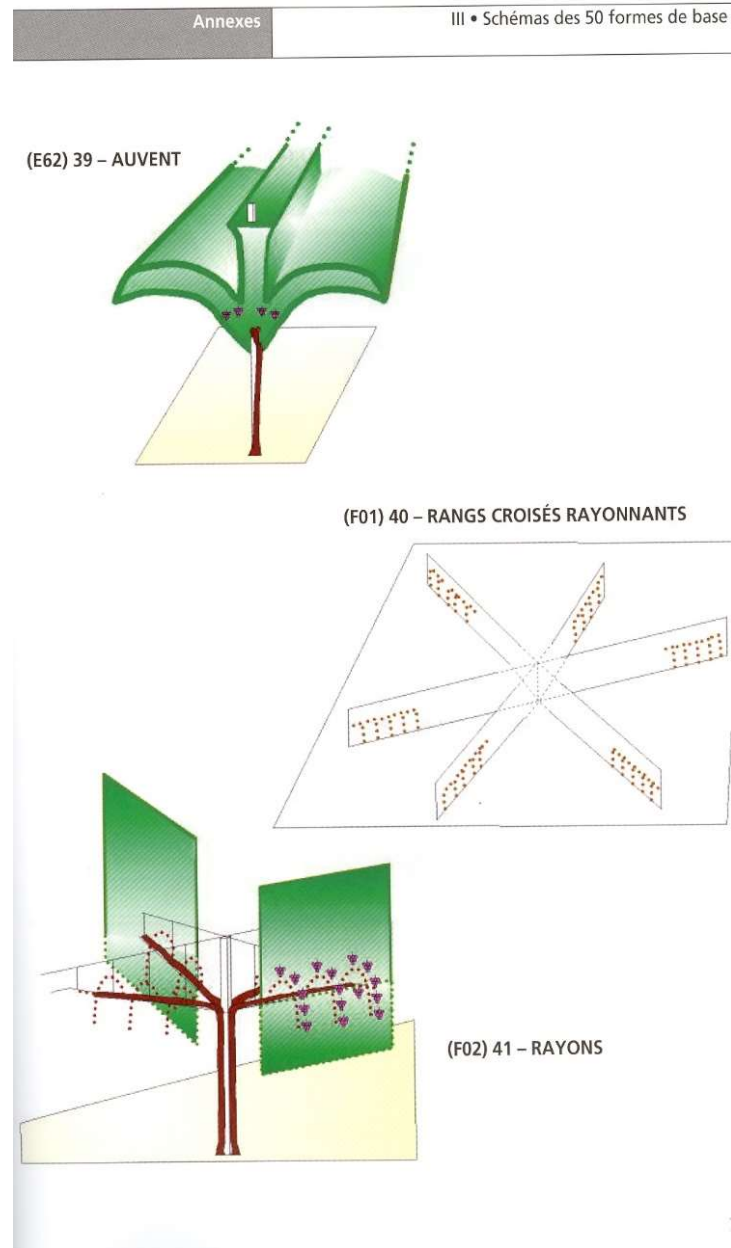 Annexes
III • Schémas des 50 formes de base
(E62) 39 – AUVENT
(F01) 40 – RANGS CROISÉS RAYONNANTS
(F02) 41 – RAYONS